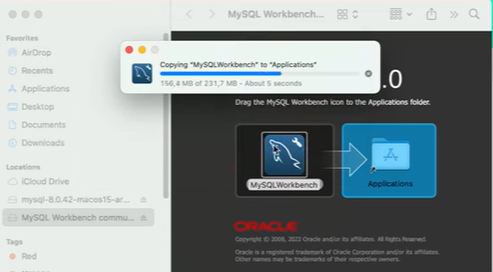 Favorites
AirDrop
Recents
Applications
Desktop
Documents
Downloads
Locations
iCloud Drive
mysql-8.0.42-macos15-ar...
MySQL Workbench commu...
Tags
Red
Home
MySQL Workbench...
Copying "MySQLWorkbench" to "Applications"
156,4 MB of 231,7 MB - About 5 seconds
.0
Drag the MySQL Workbench icon to the Applications folder.
MySQLWorkbench
Applications
ORACLE
Copyright © 2008, 2023 Oracle and/or its affiliates. All Rights Reserved.
Oracle is a registered trademark of Oracle Corporation and/or its affiliates.
Other names may be trademarks of their respective owners.